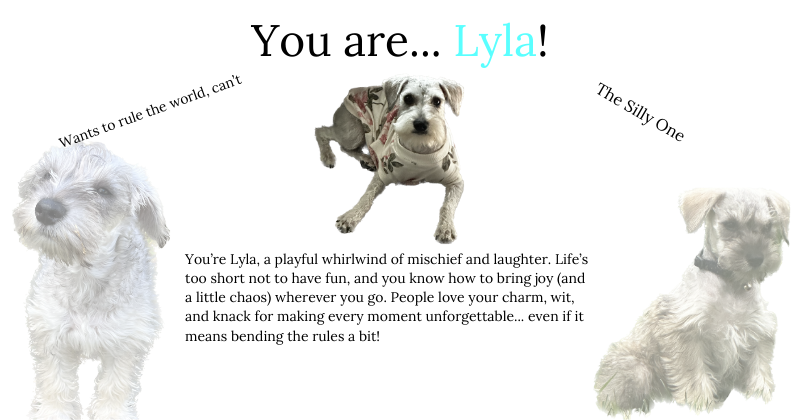 You are... Lyla!
Wants to rule the world, can't
The Silly One
You're Lyla, a playful whirlwind of mischief and laughter. Life's
too short not to have fun, and you know how to bring joy (and
a little chaos) wherever you go. People love your charm, wit,
and knack for making every moment unforgettable... even if it
means bending the rules a bit!